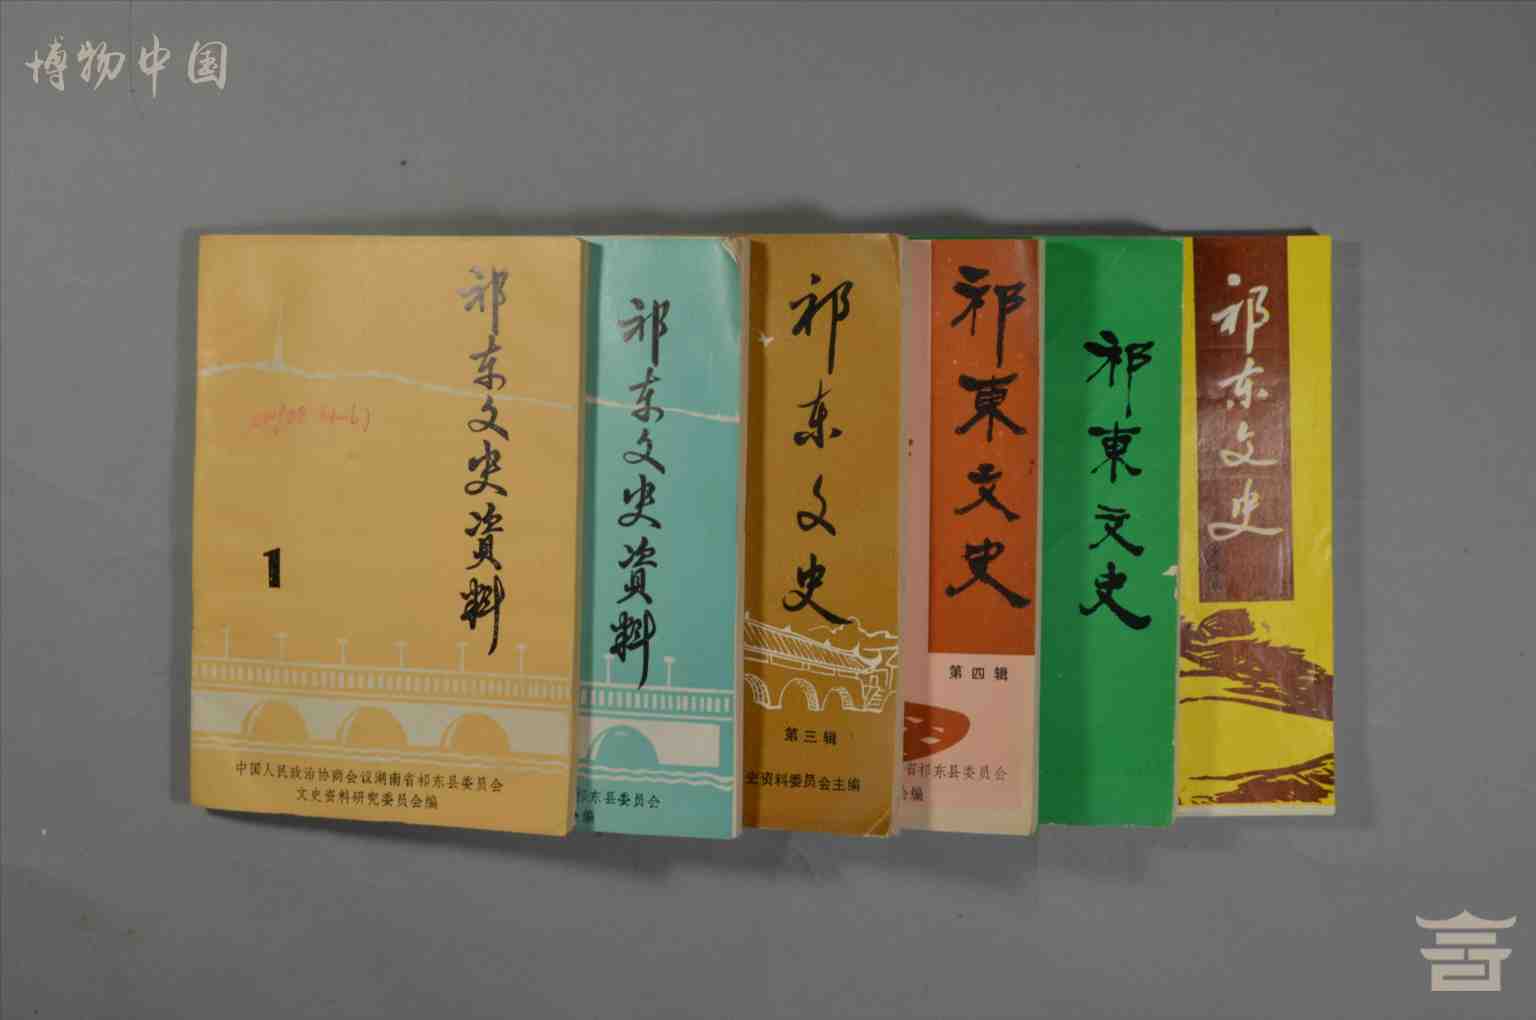 博物中国
祁东文史资料
1
中国人民政治协商会议湖南省祁东县委员会
文史资料研究委员会编
祁东文史资料
祁东县委员会
编
祁东文史
第三辑
史资料委员会主编
祁東文史
第四辑
省祁东县委员会
编
祁東文史
祁东文史